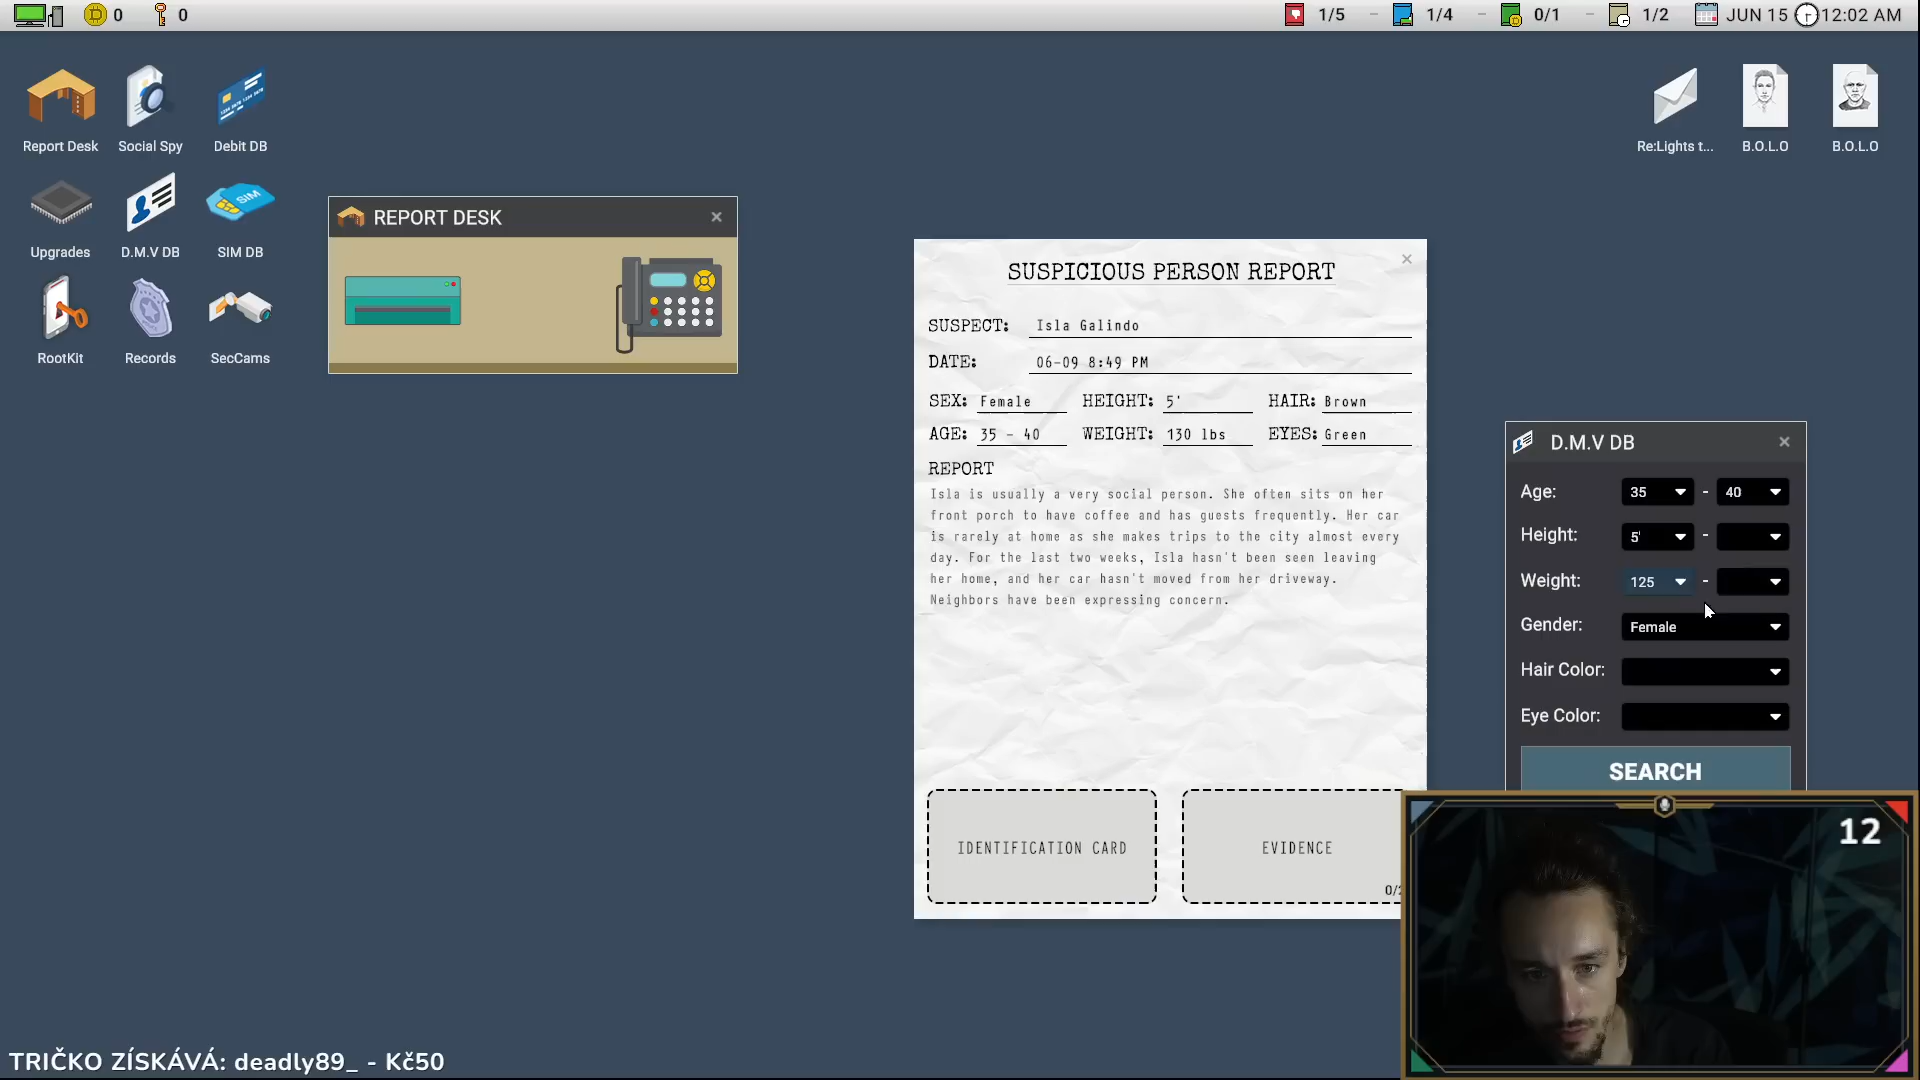 0
0
1/5
1/4
0/1
1/2
JUN 15
12:02 AM
Report Desk
Social Spy
Debit DB
Upgrades
D.M.V DB
SIM DB
RootKit
Records
SecCams
Re:Lights t...
B.O.L.O
B.O.L.O
REPORT DESK
SUSPICIOUS PERSON REPORT
SUSPECT: Isla Galindo
DATE: 06-09 8:49 PM
SEX: Female HEIGHT: 5' HAIR: Brown
AGE: 35 - 40 WEIGHT: 130 lbs EYES: Green
REPORT
Isla is usually a very social person. She often sits on her
front porch to have coffee and has guests frequently. Her car
is rarely at home as she makes trips to the city almost every
day. For the last two weeks, Isla hasn't been seen leaving
her home, and her car hasn't moved from her driveway.
Neighbors have been expressing concern.
IDENTIFICATION CARD
EVIDENCE
D.M.V DB
Age: 35 - 40
Height: 5' -
Weight: 125 -
Gender: Female
Hair Color:
Eye Color:
SEARCH
12
TRIČKO ZÍSKÁVÁ: deadly89_ - Kč50